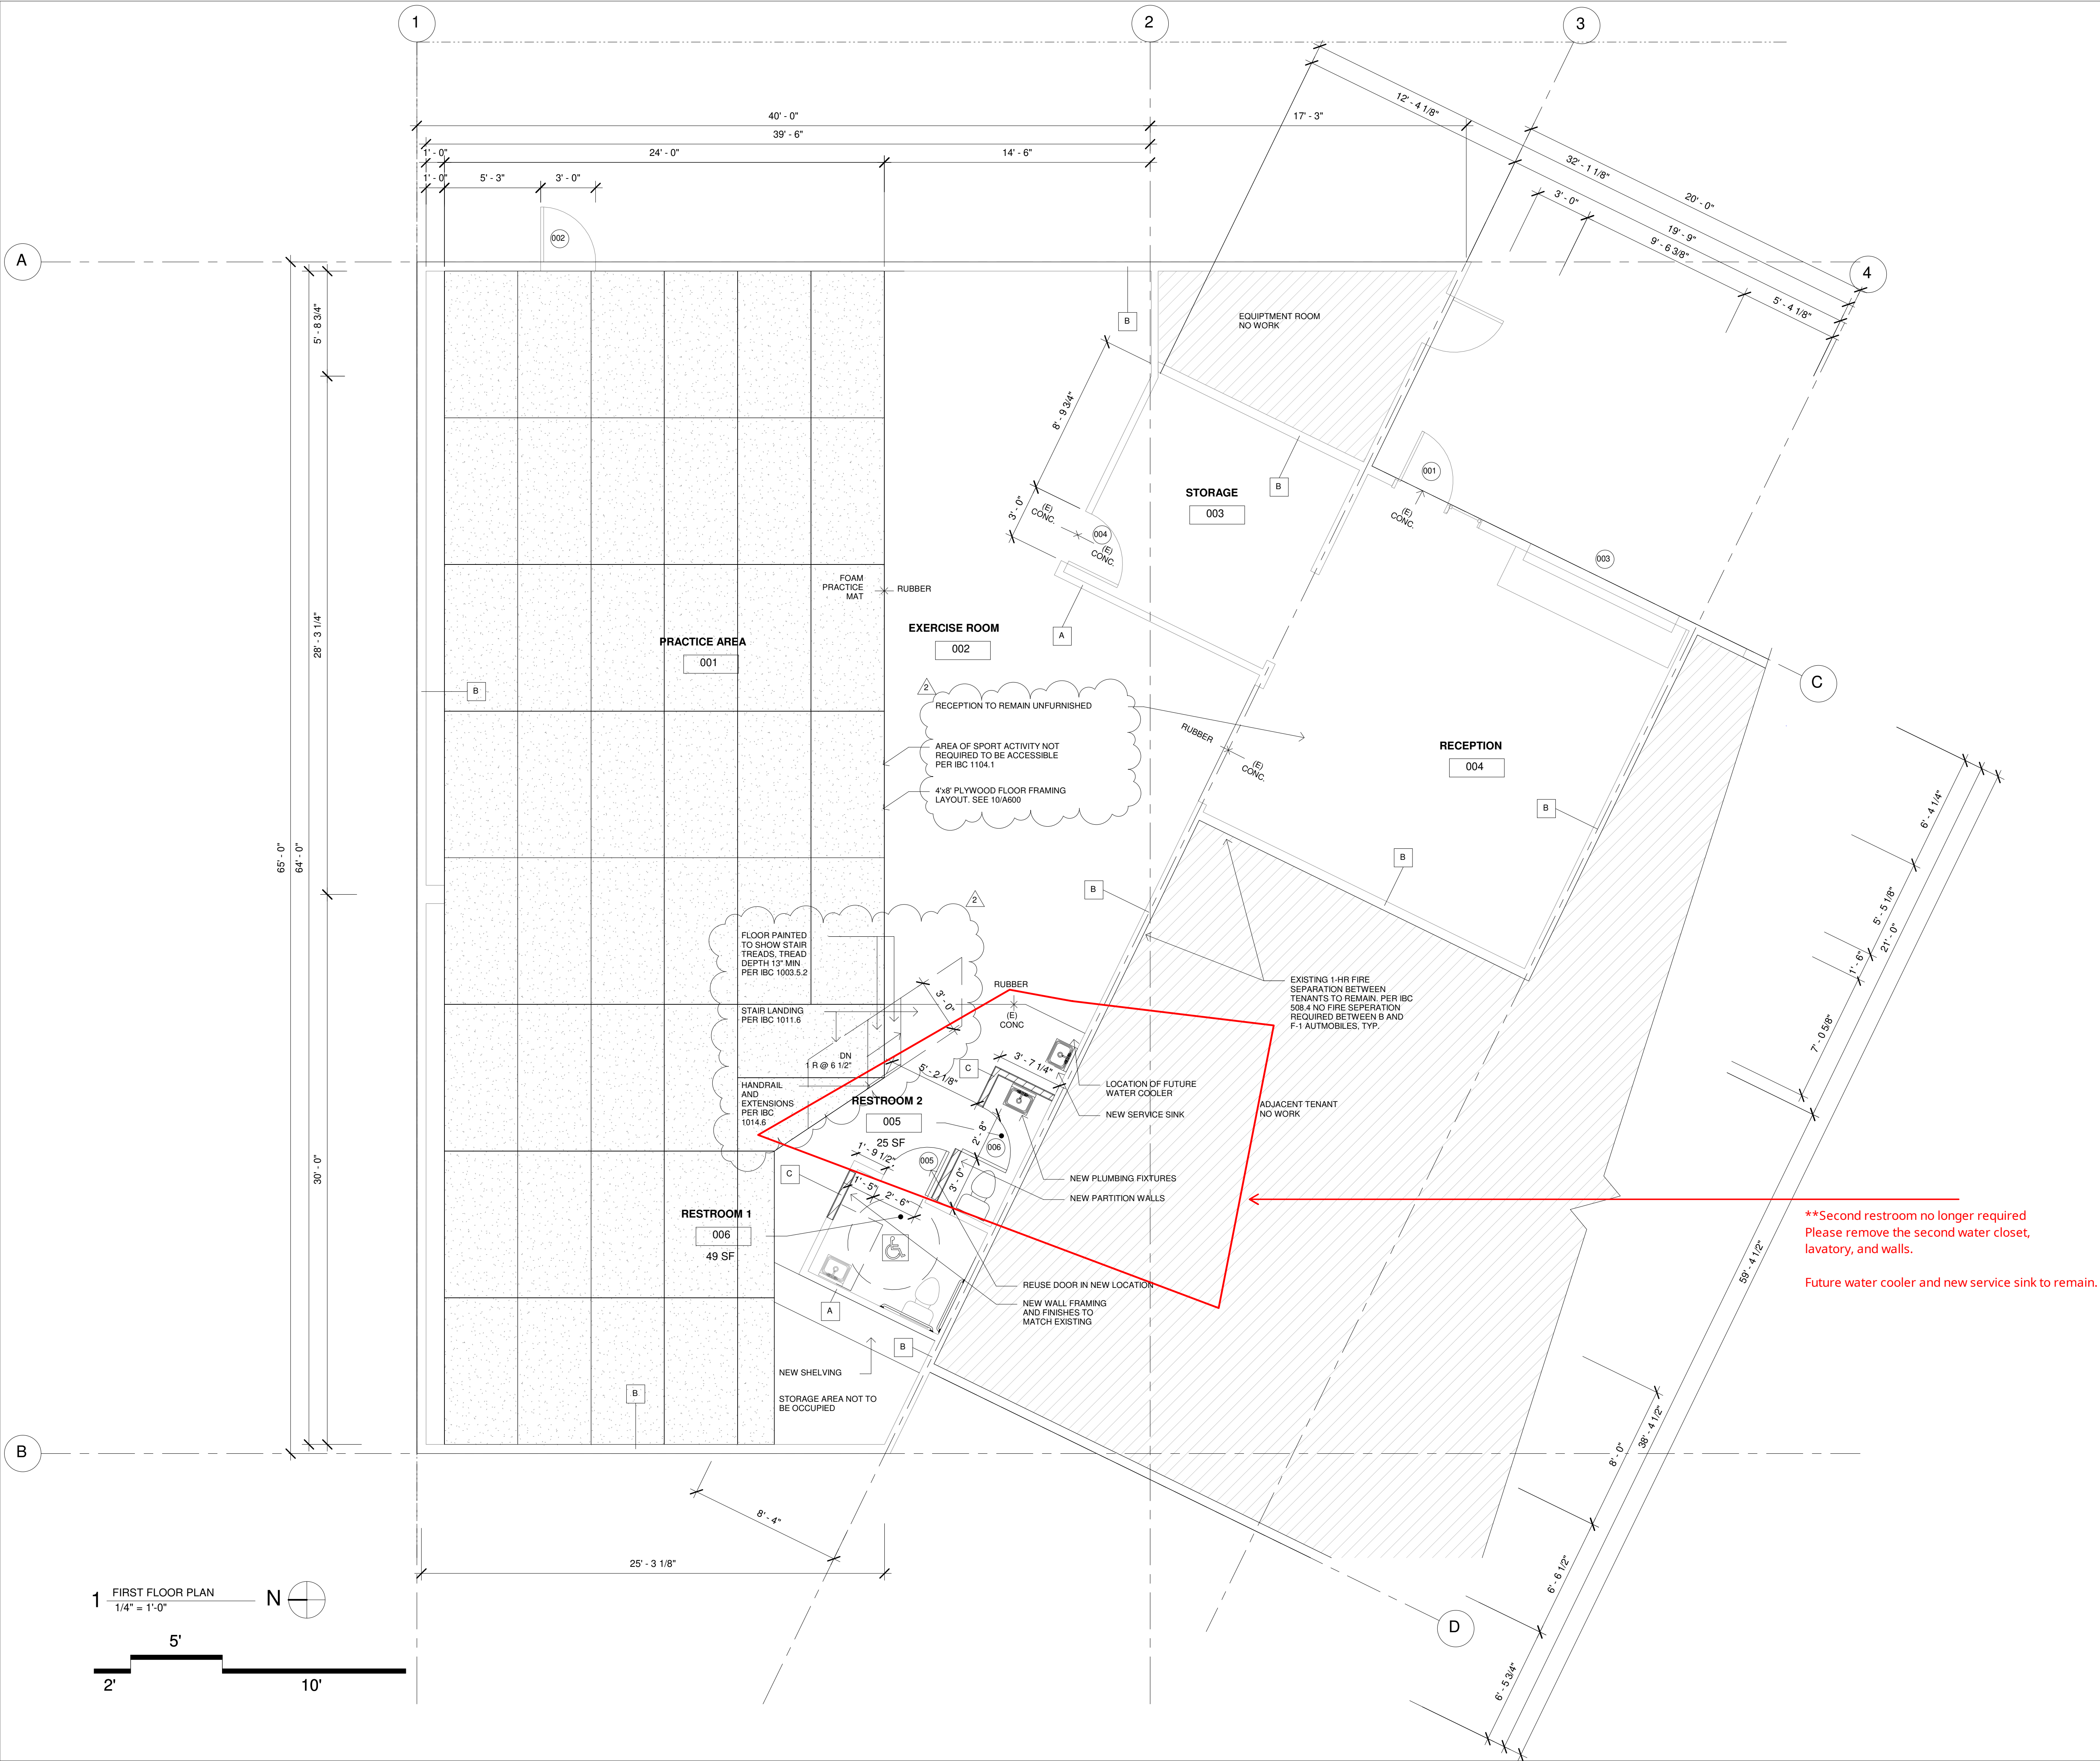 1
2
3
4
A
B
C
D
40' - 0"
17' - 3"
39' - 6"
1' - 0"
24' - 0"
14' - 6"
1' - 0"
5' - 3"
3' - 0"
12' - 4 1/8"
32' - 1 1/8"
20' - 0"
3' - 0"
19' - 9"
9' - 6 3/8"
5' - 4 1/8"
002
5' - 8 3/4"
28' - 3 1/4"
65' - 0"
64' - 0"
30' - 0"
B
EQUIPTMENT ROOM
NO WORK
8' - 9 3/4"
3' - 0"
(E)
CONC.
004
(E)
CONC.
STORAGE
003
B
001
(E)
CONC.
003
A
FOAM
PRACTICE
MAT
RUBBER
PRACTICE AREA
001
EXERCISE ROOM
002
B
2
RECEPTION TO REMAIN UNFURNISHED
AREA OF SPORT ACTIVITY NOT
REQUIRED TO BE ACCESSIBLE
PER IBC 1104.1
4'x8' PLYWOOD FLOOR FRAMING
LAYOUT. SEE 10/A600
RUBBER
(E)
CONC.
RECEPTION
004
B
B
B
6' - 4 1/4"
5' - 5 1/8"
21' - 0"
1' - 6"
7' - 0 5/8"
2
FLOOR PAINTED
TO SHOW STAIR
TREADS, TREAD
DEPTH 13" MIN
PER IBC 1003.5.2
STAIR LANDING
PER IBC 1011.6
DN
1 R @ 6 1/2"
HANDRAIL
AND
EXTENSIONS
PER IBC
1014.6
3' - 0"
RUBBER
(E)
CONC
EXISTING 1-HR FIRE
SEPARATION BETWEEN
TENANTS TO REMAIN. PER IBC
508.4 NO FIRE SEPERATION
REQUIRED BETWEEN B AND
F-1 AUTMOBILES, TYP.
C
3' - 7 1/4"
5' - 2 1/8"
LOCATION OF FUTURE
WATER COOLER
NEW SERVICE SINK
ADJACENT TENANT
NO WORK
RESTROOM 2
005
25 SF
2' - 8"
006
1' - 9 1/2"
005
3' - 0"
C
1' - 5"
2' - 6"
NEW PLUMBING FIXTURES
NEW PARTITION WALLS
RESTROOM 1
006
49 SF
A
REUSE DOOR IN NEW LOCATION
NEW WALL FRAMING
AND FINISHES TO
MATCH EXISTING
B
NEW SHELVING
STORAGE AREA NOT TO
BE OCCUPIED
B
**Second restroom no longer required
Please remove the second water closet,
lavatory, and walls.
Future water cooler and new service sink to remain.
59' - 4 1/2"
38' - 4 1/2"
8' - 0"
6' - 6 1/2"
6' - 5 3/4"
8' - 4"
25' - 3 1/8"
1
FIRST FLOOR PLAN
1/4" = 1'-0"
N
5'
2'
10'